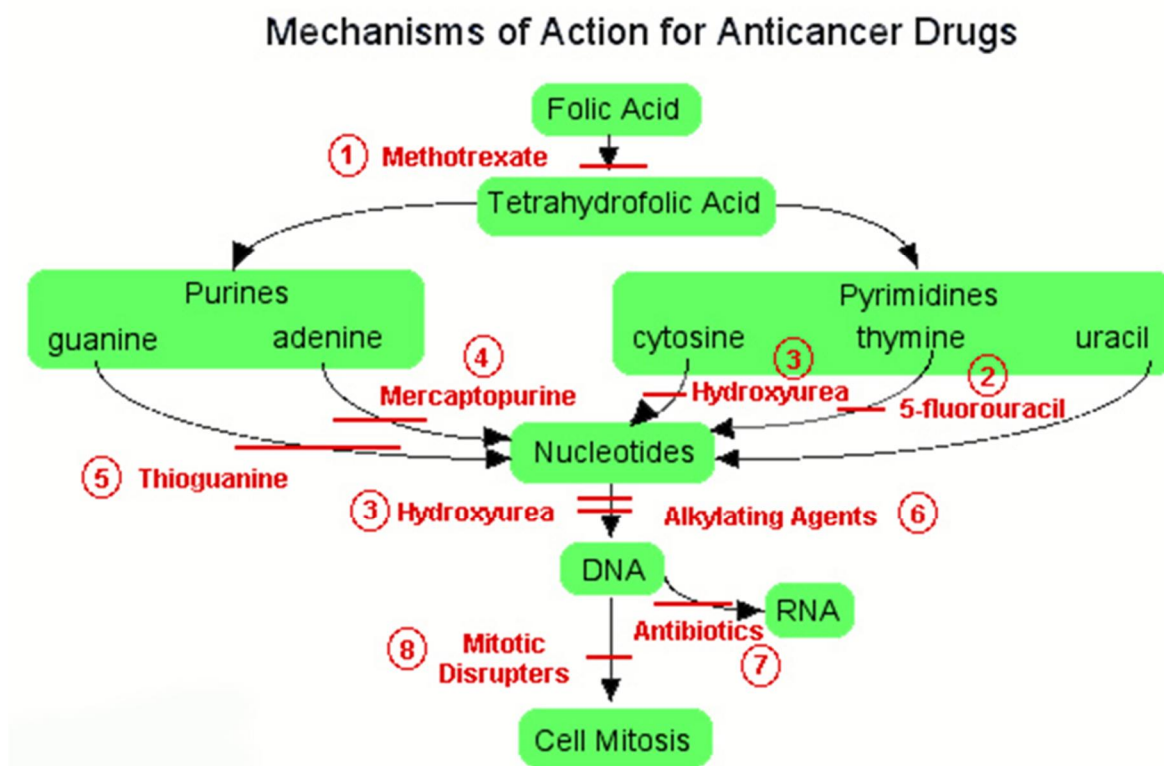 Mechanisms of Action for Anticancer Drugs
Folic Acid
1 Methotrexate
Tetrahydrofolic Acid
Purines
guanine adenine
Pyrimidines
cytosine thymine uracil
4
Mercaptopurine
3
Hydroxyurea
2
5-fluorouracil
Nucleotides
5 Thioguanine
3 Hydroxyurea
Alkylating Agents 6
DNA
RNA
Antibiotics
7
8 Mitotic
Disrupters
Cell Mitosis